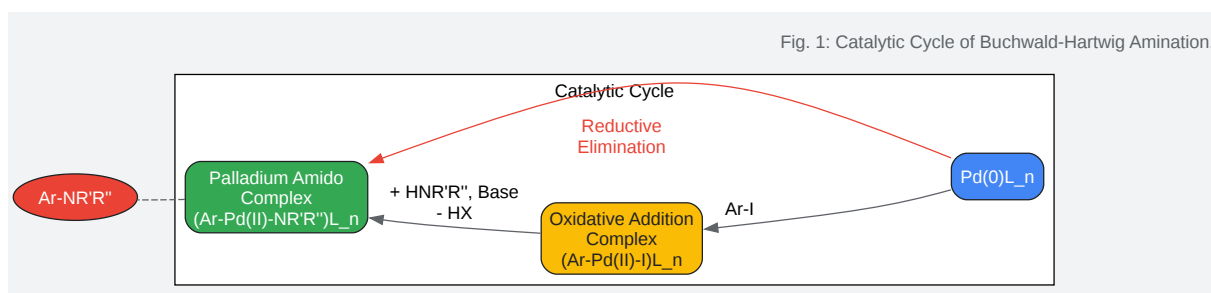 Fig. 1: Catalytic Cycle of Buchwald-Hartwig Amination
Catalytic Cycle
Reductive
Elimination
Ar-NR'R"
Palladium Amido
Complex
(Ar-Pd(II)-NR'R")L_n
+ HNR'R", Base
- HX
Oxidative Addition
Complex
(Ar-Pd(II)-I)L_n
Ar-I
Pd(0)L_n